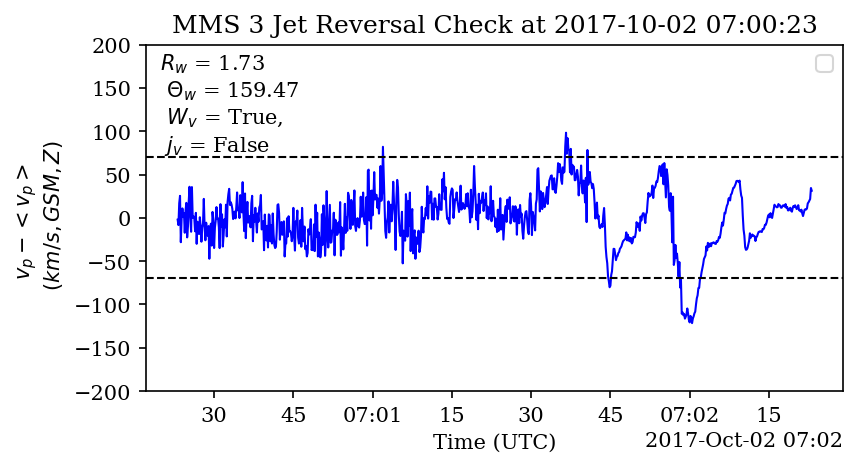 MMS 3 Jet Reversal Check at 2017-10-02 07:00:23
R_w = 1.73
Θ_w = 159.47
W_v = True,
j_v = False
v_p − < v_p >
(km/s, GSM, Z)
200
150
100
50
0
−50
−100
−150
−200
30 45 07:01 15 30 45 07:02 15
Time (UTC)
2017-Oct-02 07:02